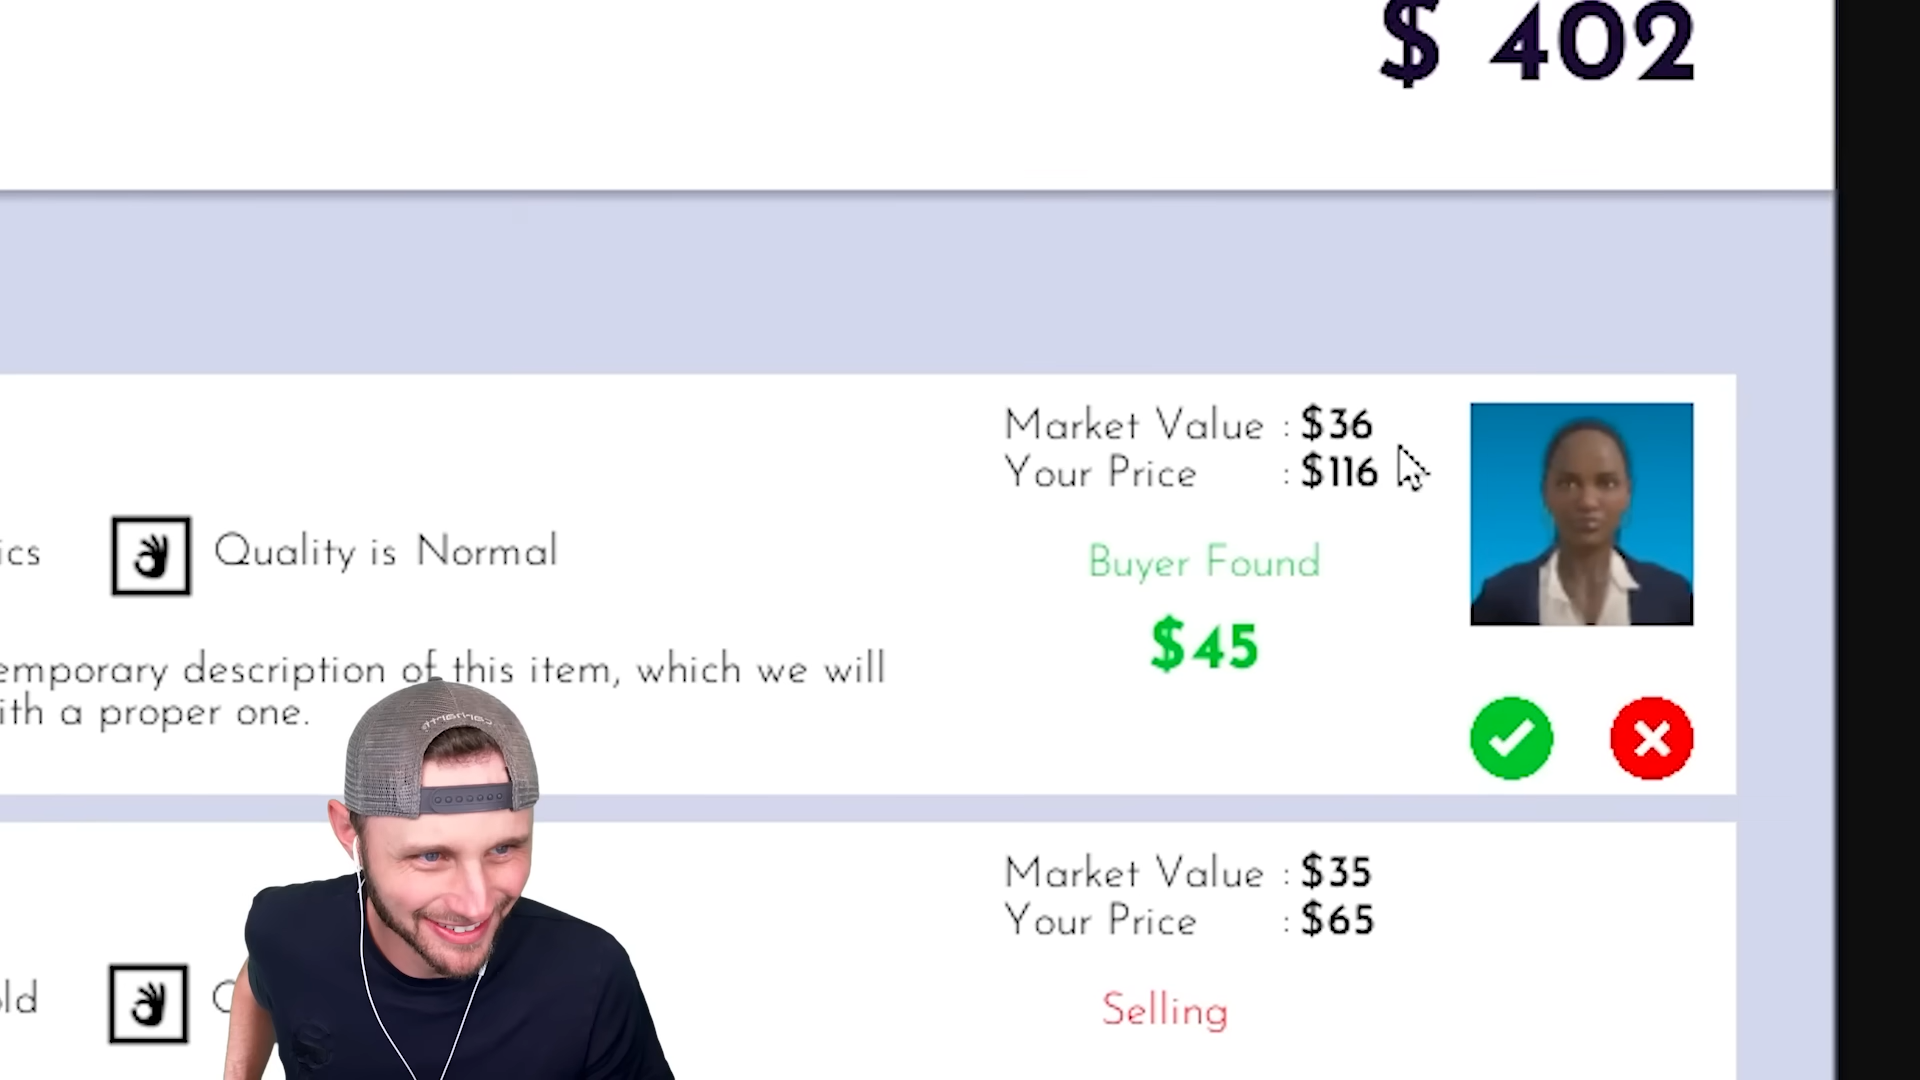 $ 402
Market Value : $36
Your Price : $116
ics
Quality is Normal
Buyer Found
$45
emporary description of this item, which we will
ith a proper one.
Market Value : $35
Your Price : $65
old
Selling